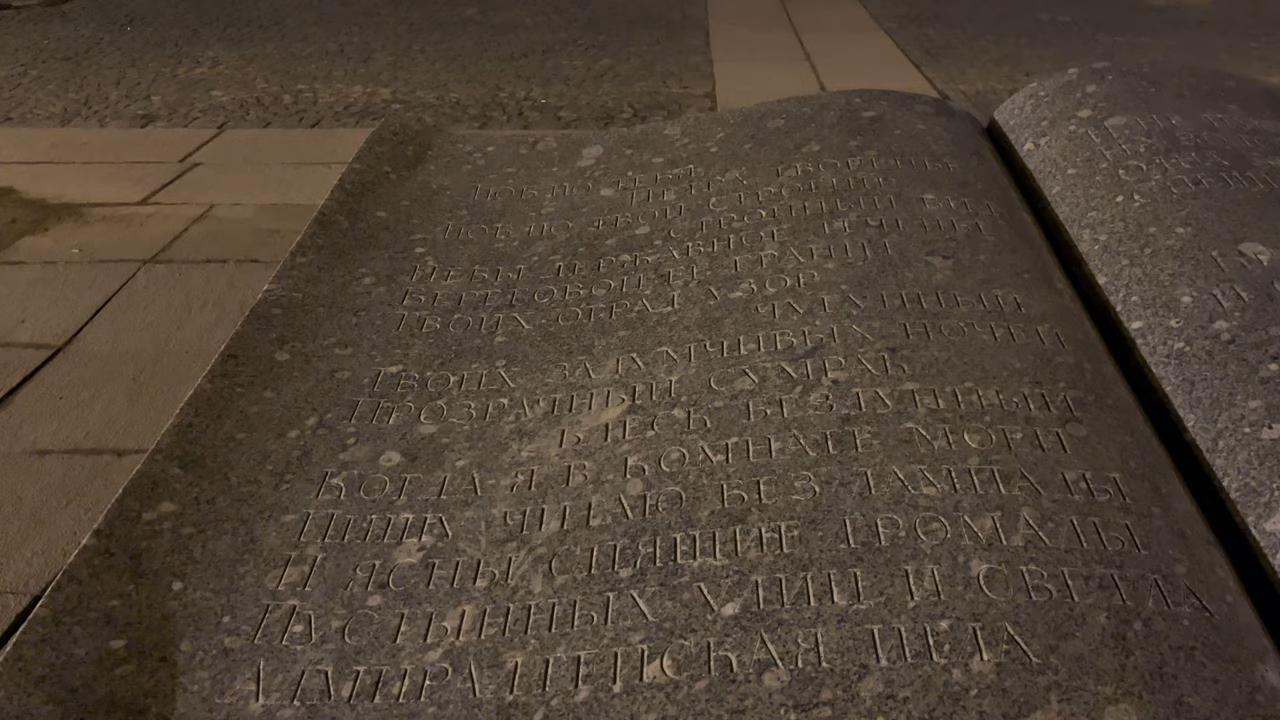 ЛЮБЛЮ ТЕБЯ
ПЕТРА ТВОРЕНЬЕ
ЛЮБЛЮ ТВОЙ СТРОГИЙ
СТРОЙНЫЙ ВИД
НЕВЫ ДЕРЖАВНОЕ ТЕЧЕНЬЕ
БЕРЕГОВОЙ ЕЕ ГРАНИТ
ТВОИХ ОГРАД УЗОР
ЧУГУННЫЙ
ТВОИХ ЗАДУМЧИВЫХ НОЧЕЙ
ПРОЗРАЧНЫЙ СУМРАК
БЛЕСК БЕЗЛУННЫЙ
КОГДА Я В КОМНАТЕ МОЕЙ
ПИШУ ЧИТАЮ БЕЗ ЛАМПАДЫ
И ЯСНЫ СПЯЩИЕ ГРОМАДЫ
ПУСТЫННЫХ УЛИЦ И СВЕТЛА
АДМИРАЛТЕЙСКАЯ ИГЛА